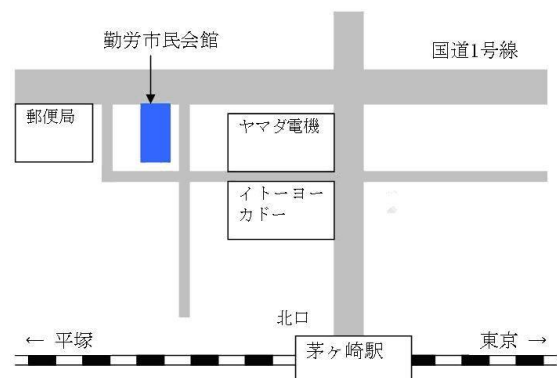 勤労市民会館
国道1号線
郵便局
ヤマダ電機
イトーヨー
カドー
北口
← 平塚
東京 →
茅ヶ崎駅